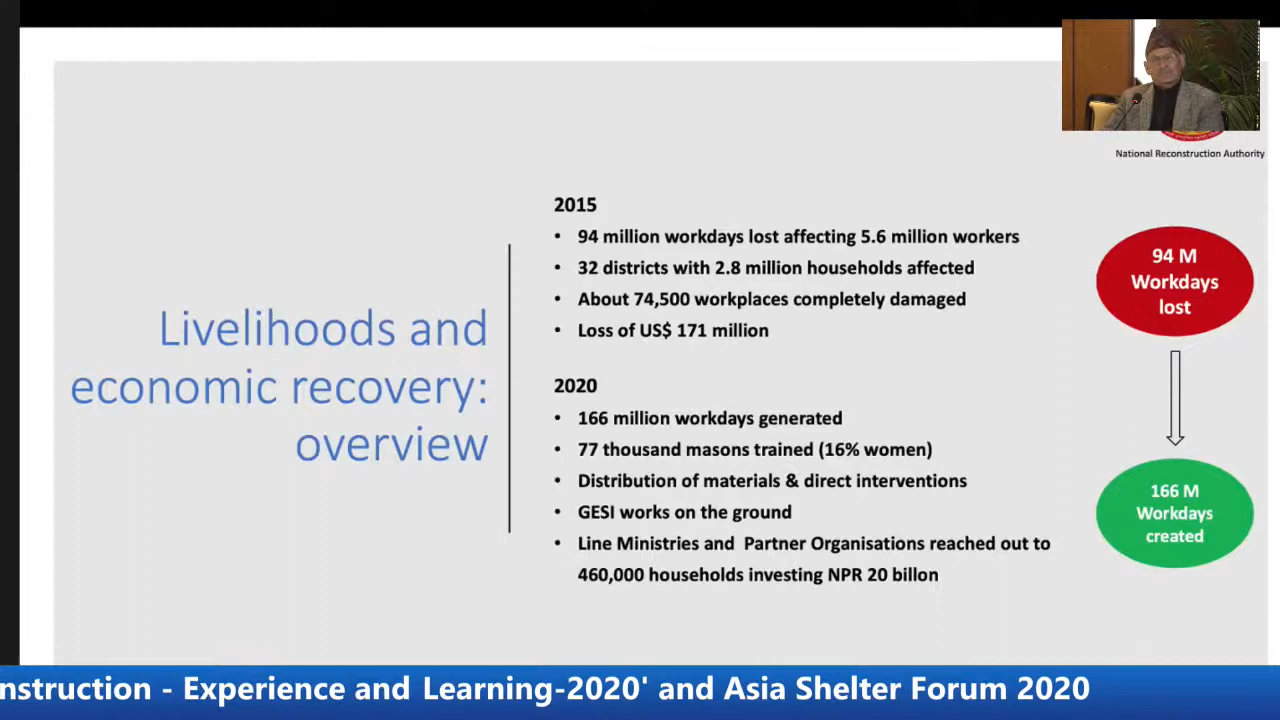 National Reconstruction Authority
Livelihoods and
economic recovery:
overview
2015
• 94 million workdays lost affecting 5.6 million workers
• 32 districts with 2.8 million households affected
• About 74,500 workplaces completely damaged
• Loss of US$ 171 million
2020
• 166 million workdays generated
• 77 thousand masons trained (16% women)
• Distribution of materials & direct interventions
• GESI works on the ground
• Line Ministries and Partner Organisations reached out to
460,000 households investing NPR 20 billon
94 M
Workdays
lost
166 M
Workdays
created
nstruction - Experience and Learning-2020' and Asia Shelter Forum 2020